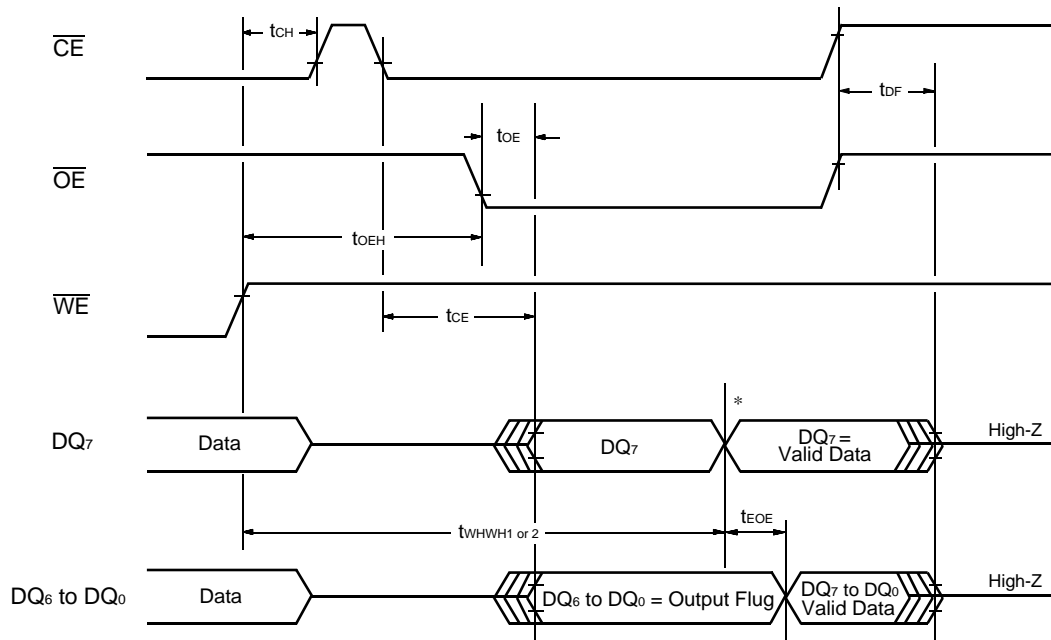 CE
tCH
tDF
tOE
OE
tOEH
WE
tCE
*
DQ7
Data
DQ7
DQ7 =
Valid Data
High-Z
tWHWH1 or 2
tEOE
DQ6 to DQ0
Data
DQ6 to DQ0 = Output Flug
DQ7 to DQ0
Valid Data
High-Z